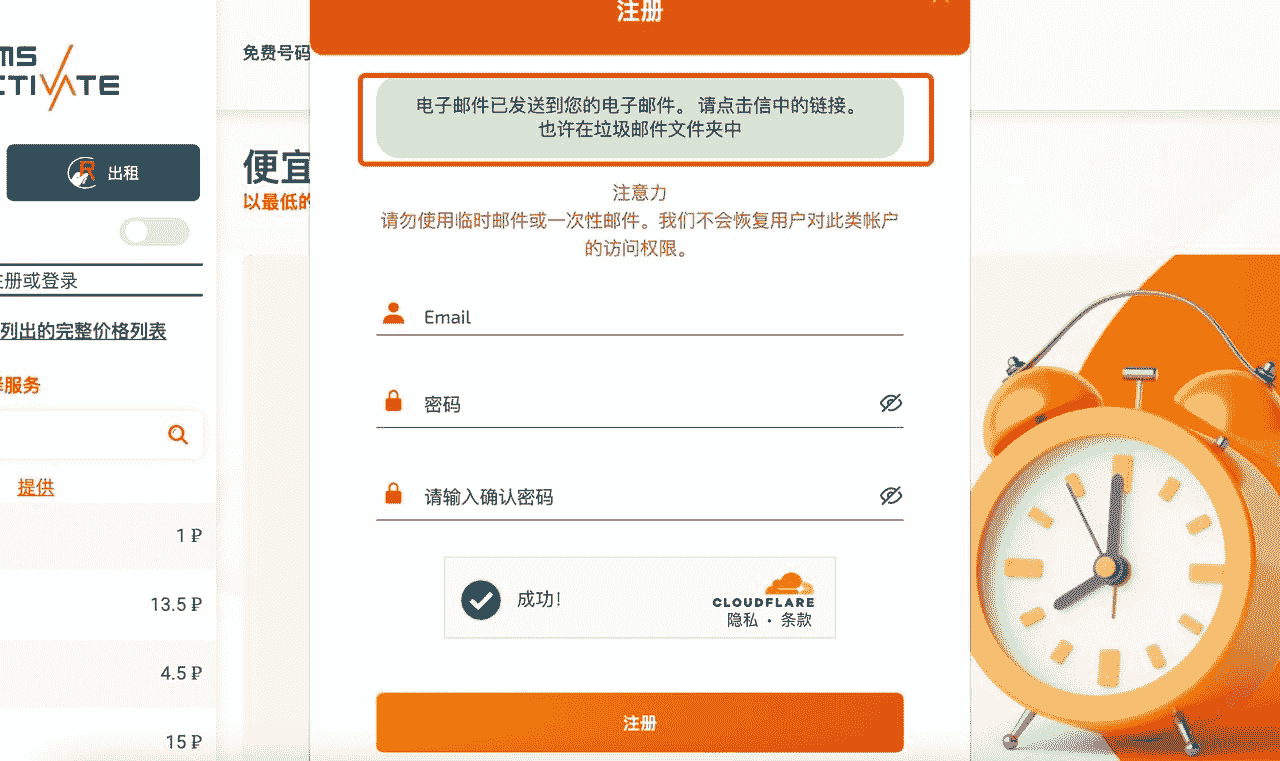 注册
MS
CTIVATE
免费号码
出租
便宜
以最低的
电子邮件已发送到您的电子邮件。 请点击信中的链接。
也许在垃圾邮件文件夹中
注意力
请勿使用临时邮件或一次性邮件。我们不会恢复用户对此类帐户
的访问权限。
注册或登录
列出的完整价格列表
择服务
提供
1 ₽
13.5 ₽
4.5 ₽
15 ₽
Email
密码
请输入确认密码
成功!
CLOUDFLARE
隐私 · 条款
注册